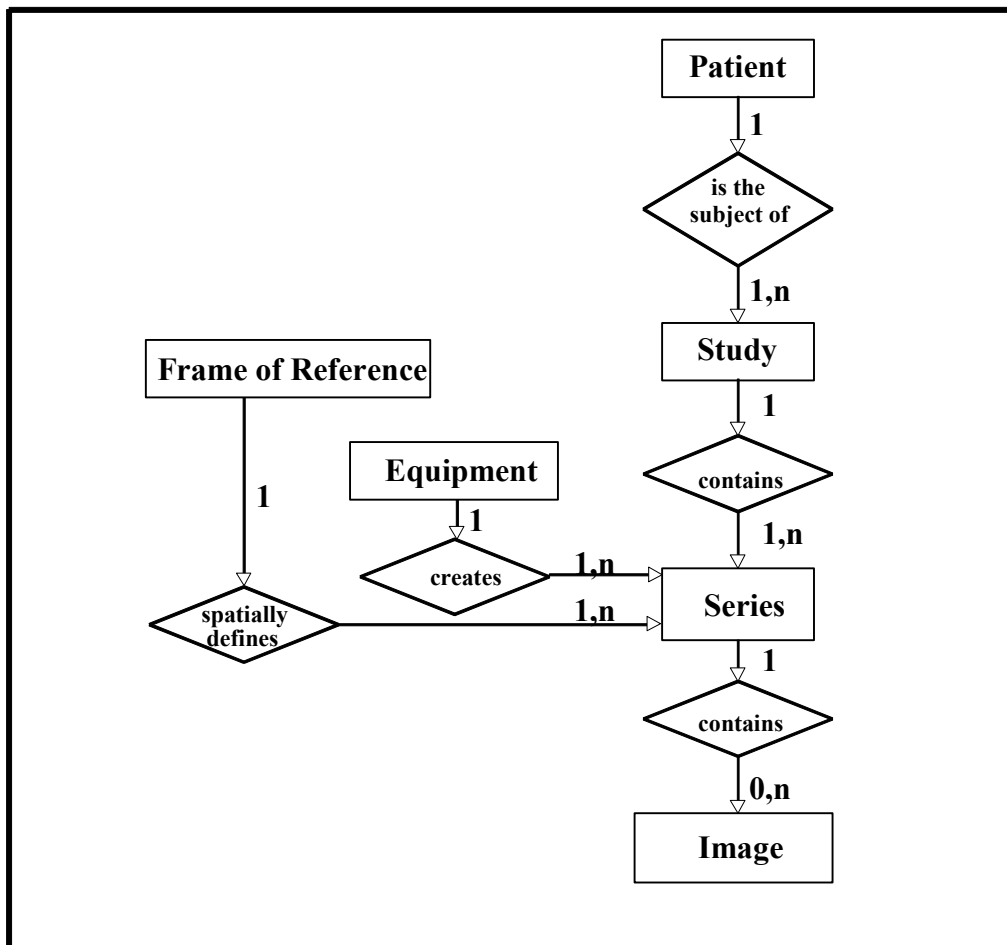 Patient
1
is the
subject of
1,n
Study
1
contains
1,n
Frame of Reference
1
spatially
defines
1,n
Equipment
1
creates
1,n
Series
1
contains
0,n
Image